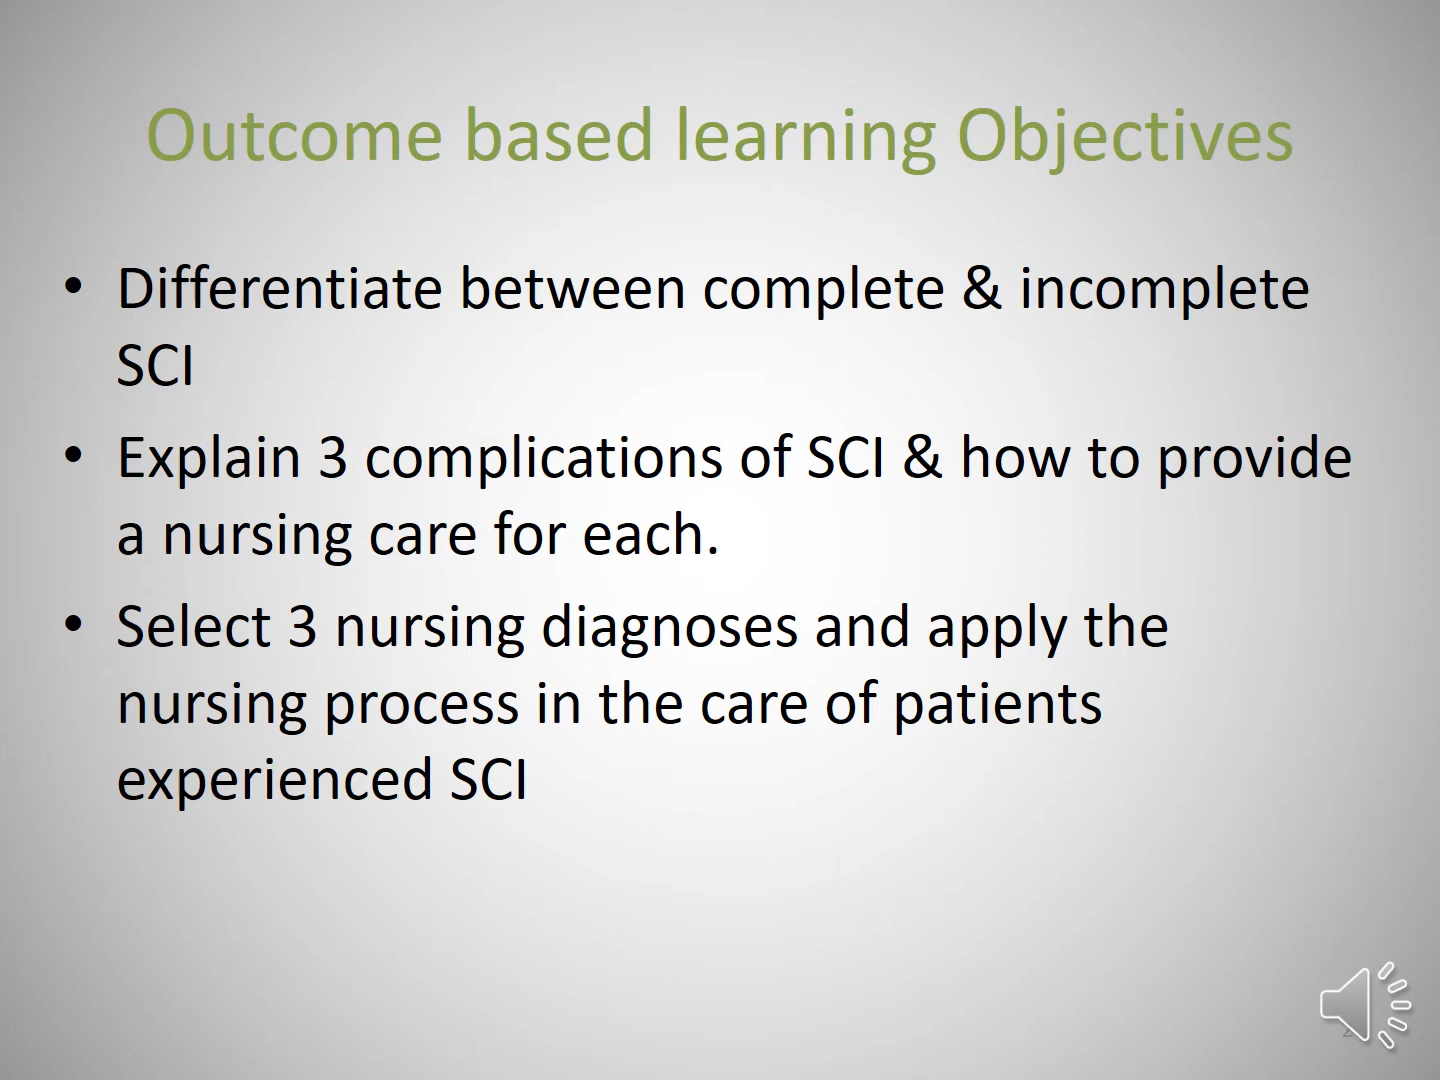 Outcome based learning Objectives
• Differentiate between complete & incomplete
SCI
• Explain 3 complications of SCI & how to provide
a nursing care for each.
• Select 3 nursing diagnoses and apply the
nursing process in the care of patients
experienced SCI
2